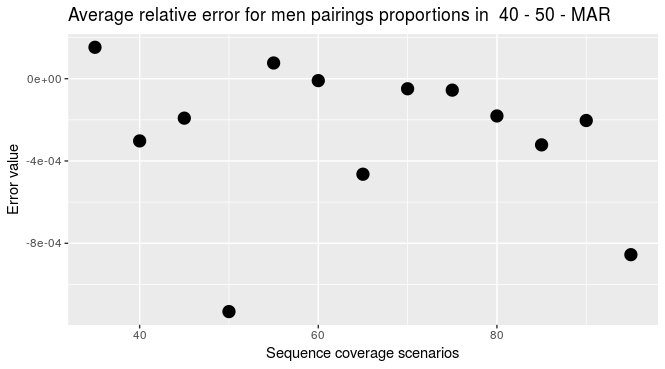 Average relative error for men pairings proportions in  40 - 50 - MAR
0e+00
-4e-04
-8e-04
Error value
40
60
80
Sequence coverage scenarios